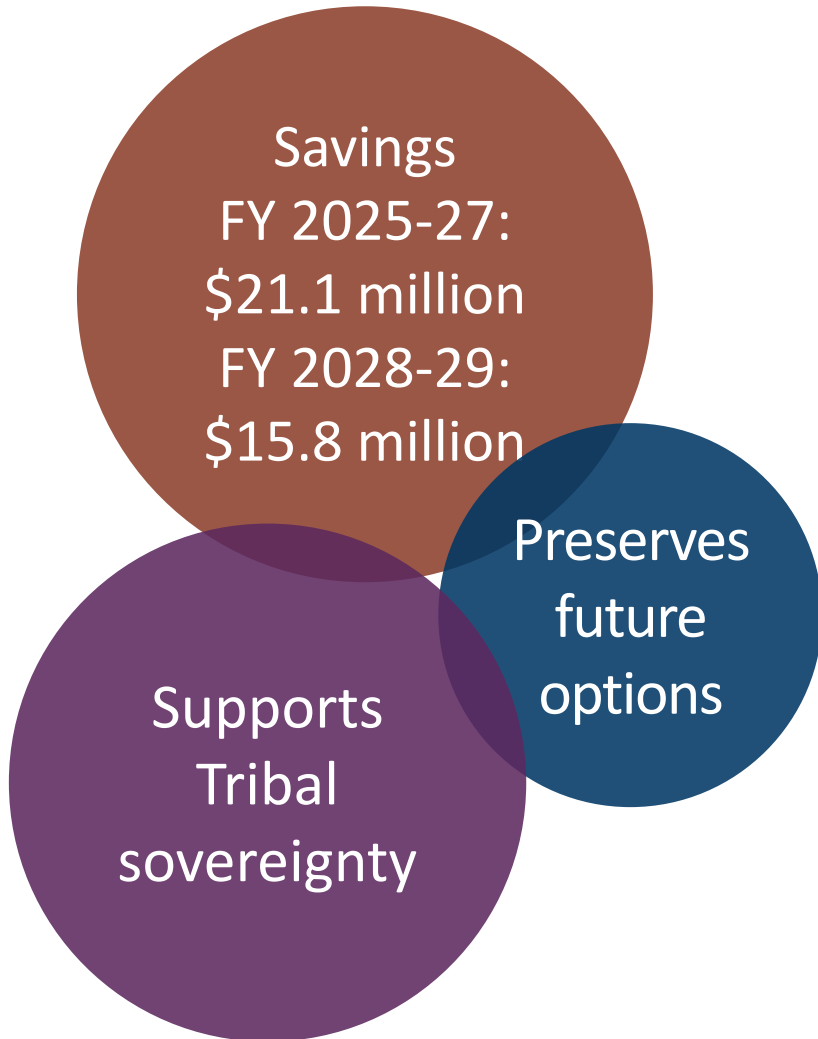 Savings
FY 2025-27:
$21.1 million
FY 2028-29:
$15.8 million
Preserves
future
options
Supports
Tribal
sovereignty